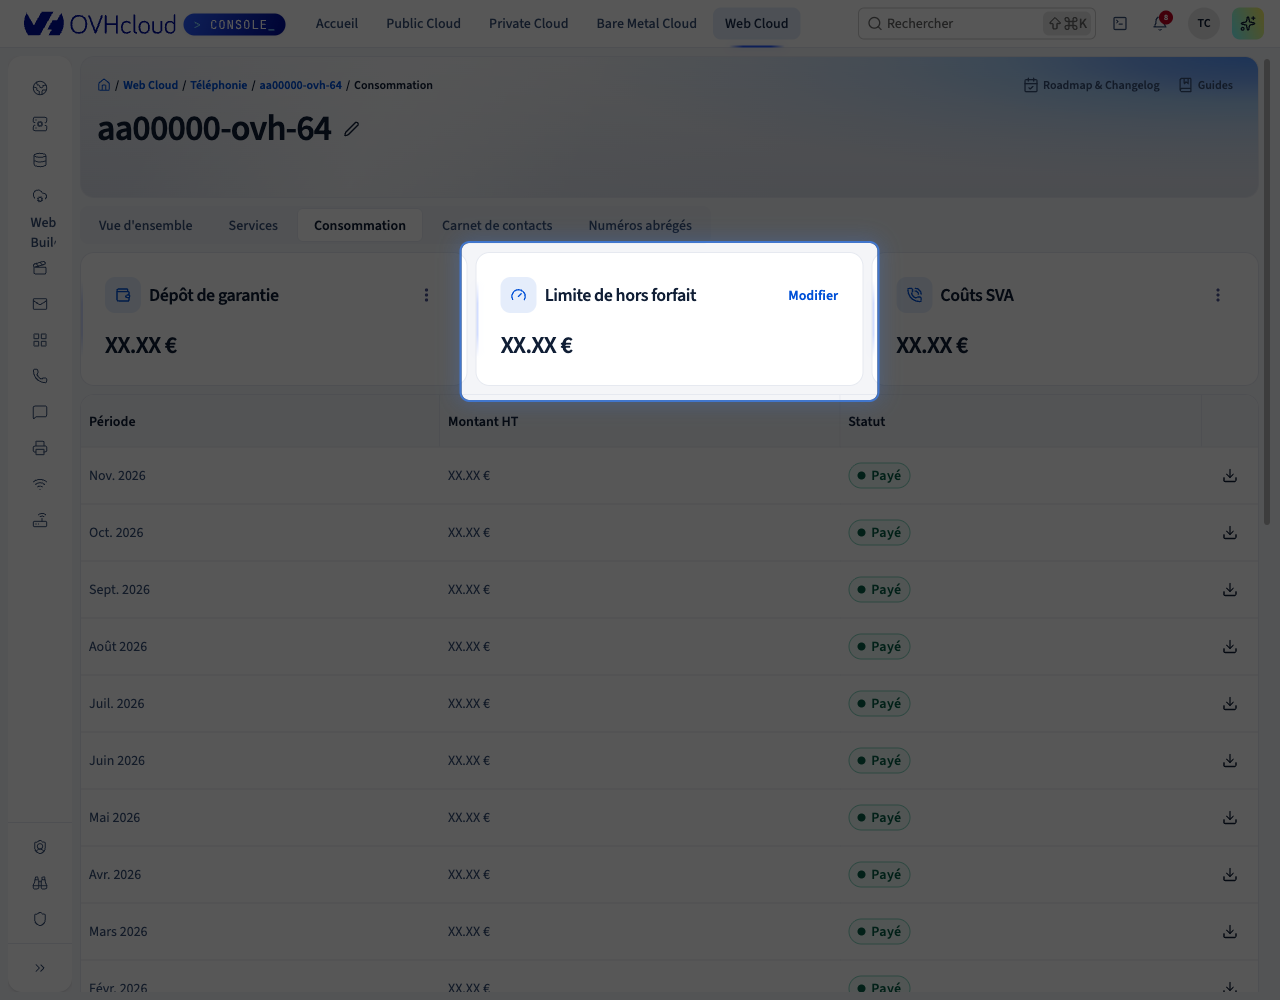 OVHcloud > CONSOLE_ Accueil Public Cloud Private Cloud Bare Metal Cloud Web Cloud Rechercher ⇧⌘K 8 TC
/ Web Cloud / Téléphonie / aa00000-ovh-64 / Consommation Roadmap & Changelog Guides
aa00000-ovh-64
Web
Vue d'ensemble Services Consommation Carnet de contacts Numéros abrégés
Dépôt de garantie
XX.XX €
Limite de hors forfait Modifier
XX.XX €
Coûts SVA
XX.XX €
Période Montant HT Statut
Nov. 2026 XX.XX € Payé
Oct. 2026 XX.XX € Payé
Sept. 2026 XX.XX € Payé
Août 2026 XX.XX € Payé
Juil. 2026 XX.XX € Payé
Juin 2026 XX.XX € Payé
Mai 2026 XX.XX € Payé
Avr. 2026 XX.XX € Payé
Mars 2026 XX.XX € Payé
Févr. 2026 XX.XX € Payé